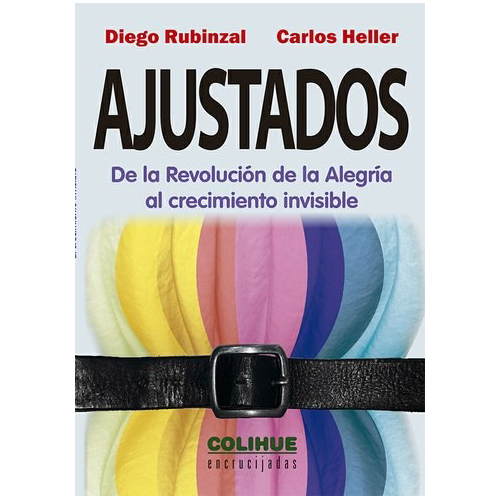 Diego Rubinzal Carlos Heller
AJUSTADOS
De la Revolución de la Alegría
al crecimiento invisible
COLIHUE
encrucijadas